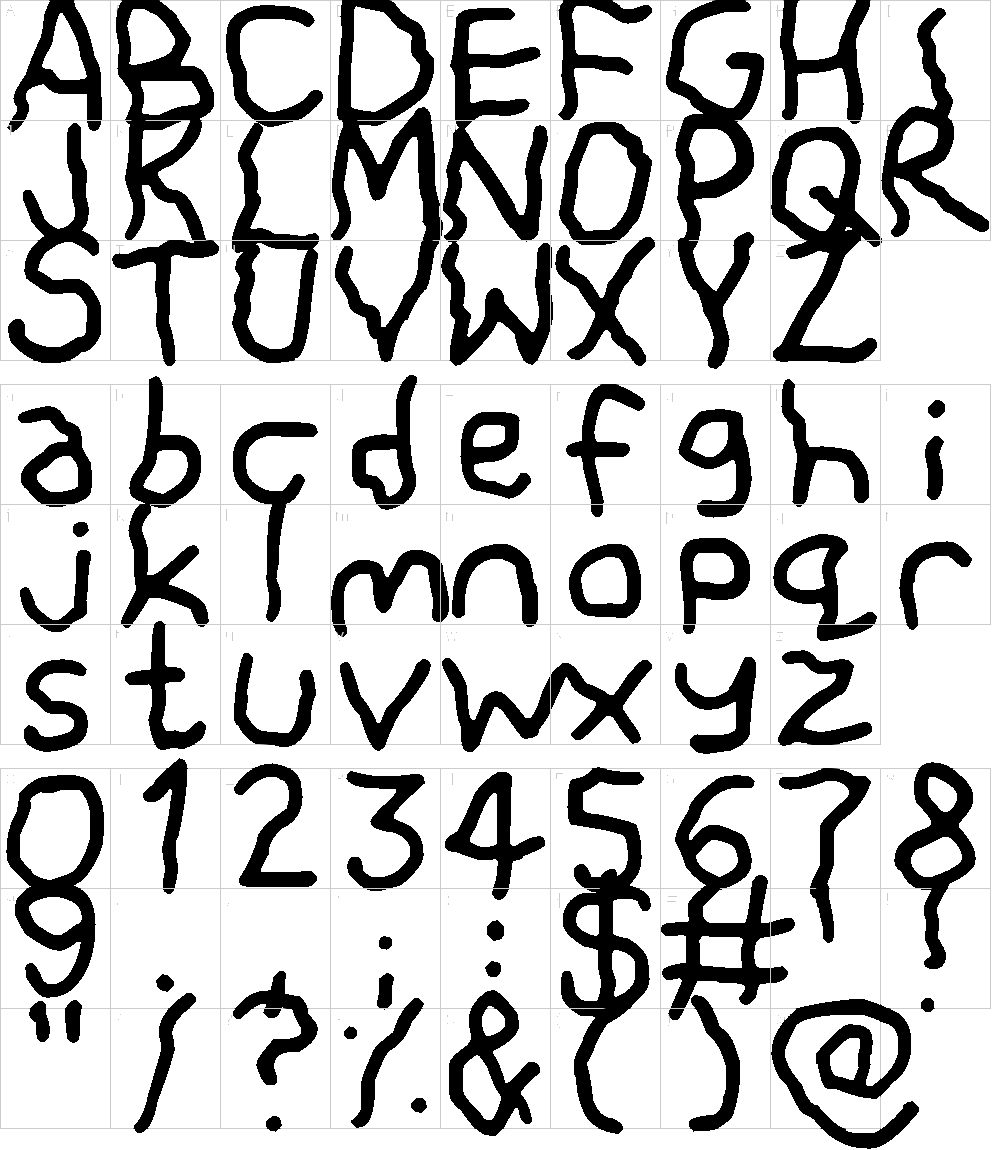 A B C D E F G H I
J K L M N O P Q R
S T U V W X Y Z
a b c d e f g h i
j k l m n o p q r
s t u v w x y z
0 1 2 3 4 5 6 7 8
9 . ; : $ # !
" / ? % & ( ) @